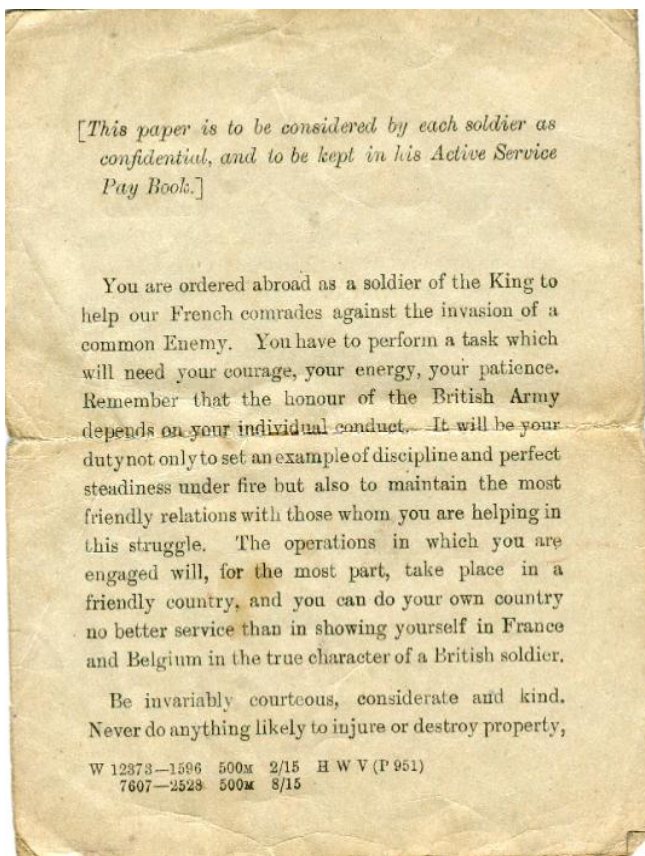 [This paper is to be considered by each soldier as
confidential, and to be kept in his Active Service
Pay Book.]
You are ordered abroad as a soldier of the King to
help our French comrades against the invasion of a
common Enemy. You have to perform a task which
will need your courage, your energy, your patience.
Remember that the honour of the British Army
depends on your individual conduct. It will be your
duty not only to set an example of discipline and perfect
steadiness under fire but also to maintain the most
friendly relations with those whom you are helping in
this struggle. The operations in which you are
engaged will, for the most part, take place in a
friendly country, and you can do your own country
no better service than in showing yourself in France
and Belgium in the true character of a British soldier.
Be invariably courteous, considerate and kind.
Never do anything likely to injure or destroy property,
W 12373—1596 500M 2/15 H W V (P 951)
7607—2528 500M 8/15